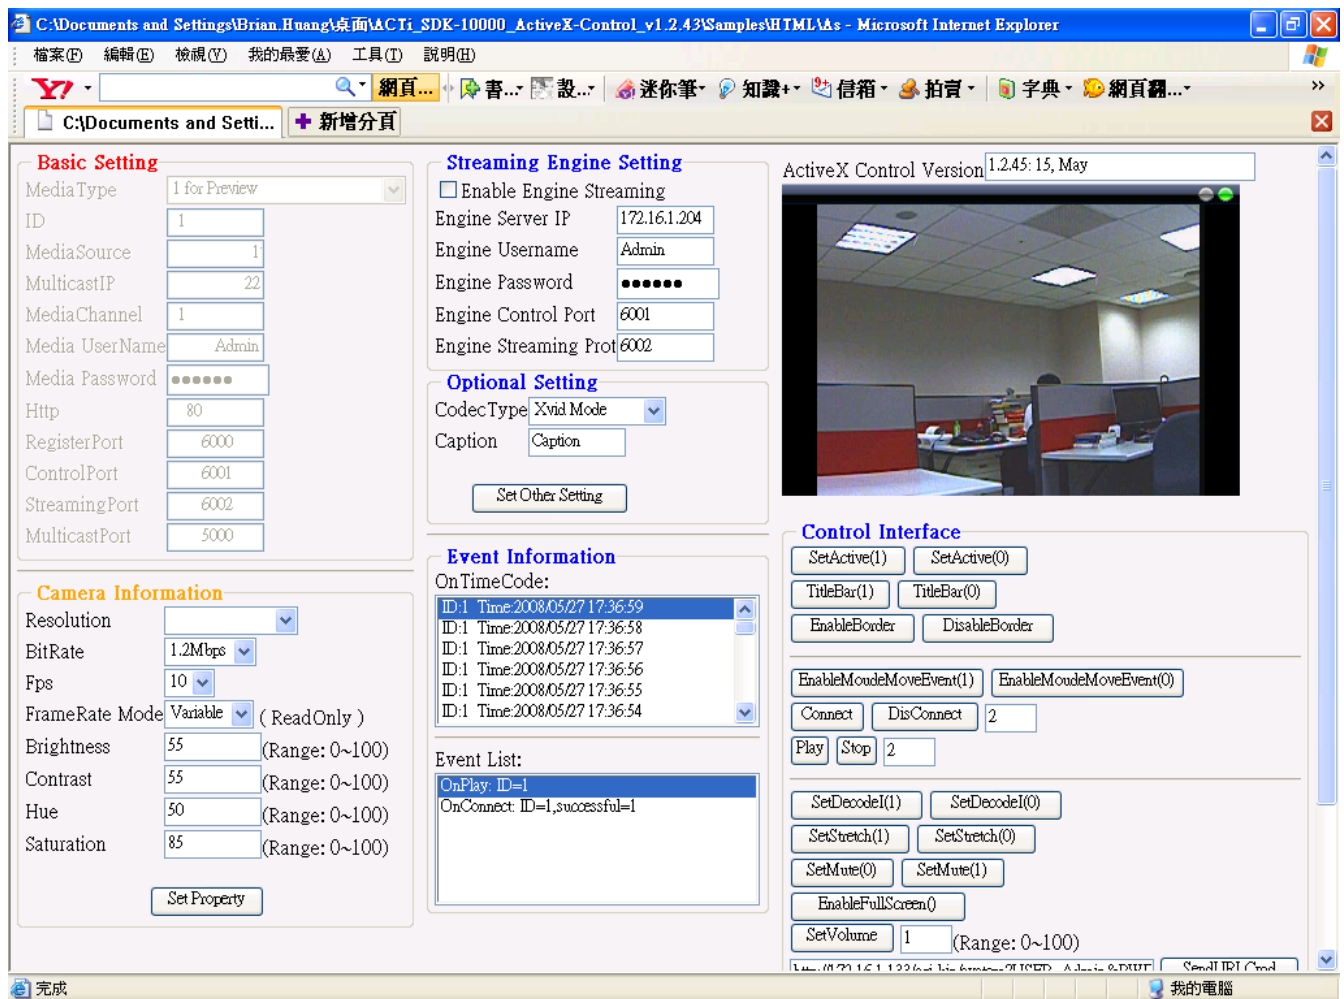 C:\Documents and Settings\Brian.Huang\桌面\ACTi_SDK-10000_ActiveX-Control_v1.2.43\Samples\HTML\As - Microsoft Internet Explorer
檔案(F) 編輯(E) 檢視(V) 我的最愛(A) 工具(T) 說明(H)
Y! 網頁... 書...  設... 迷你筆 知識+ 信箱 拍賣 字典 網頁翻...
C:\Documents and Setti... 新增分頁
Basic Setting
MediaType 1 for Preview
ID 1
MediaSource 1
MulticastIP 22
MediaChannel 1
Media UserName Admin
Media Password ●●●●●●
Http 80
RegisterPort 6000
ControlPort 6001
StreamingPort 6002
MulticastPort 5000
Camera Information
Resolution
BitRate 1.2Mbps
Fps 10
FrameRate Mode Variable ( ReadOnly )
Brightness 55 (Range: 0~100)
Contrast 55 (Range: 0~100)
Hue 50 (Range: 0~100)
Saturation 85 (Range: 0~100)
Set Property
Streaming Engine Setting
Enable Engine Streaming
Engine Server IP 172.16.1.204
Engine Username Admin
Engine Password ●●●●●●
Engine Control Port 6001
Engine Streaming Prot 6002
Optional Setting
CodecType Xvid Mode
Caption Caption
Set Other Setting
Event Information
OnTimeCode:
ID:1 Time:2008/05/27 17:36:59
ID:1 Time:2008/05/27 17:36:58
ID:1 Time:2008/05/27 17:36:57
ID:1 Time:2008/05/27 17:36:56
ID:1 Time:2008/05/27 17:36:55
ID:1 Time:2008/05/27 17:36:54
Event List:
OnPlay: ID=1
OnConnect: ID=1,successful=1
ActiveX Control Version 1.2.45: 15, May
Control Interface
SetActive(1) SetActive(0)
TitleBar(1) TitleBar(0)
EnableBorder DisableBorder
EnableMoudeMoveEvent(1) EnableMoudeMoveEvent(0)
Connect DisConnect 2
Play Stop 2
SetDecodeI(1) SetDecodeI(0)
SetStretch(1) SetStretch(0)
SetMute(0) SetMute(1)
EnableFullScreen()
SetVolume 1 (Range: 0~100)
SendURLCmd
完成 我的電腦